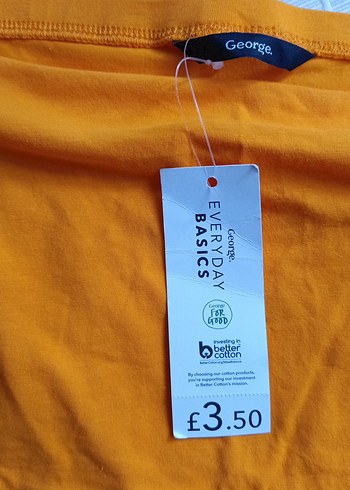 George.
George.
EVERYDAY
BASICS
George
FOR
GOOD
investing in
better
cotton
By choosing our cotton products,
you're supporting our investment
in Better Cotton's mission.
£3.50